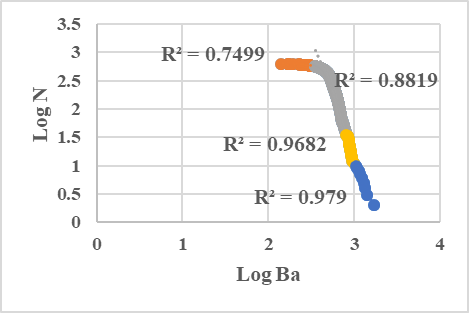 3.5
3
2.5
2
1.5
1
0.5
0
Log N
R² = 0.7499
R² = 0.8819
R² = 0.9682
R² = 0.979
0 1 2 3 4
Log Ba